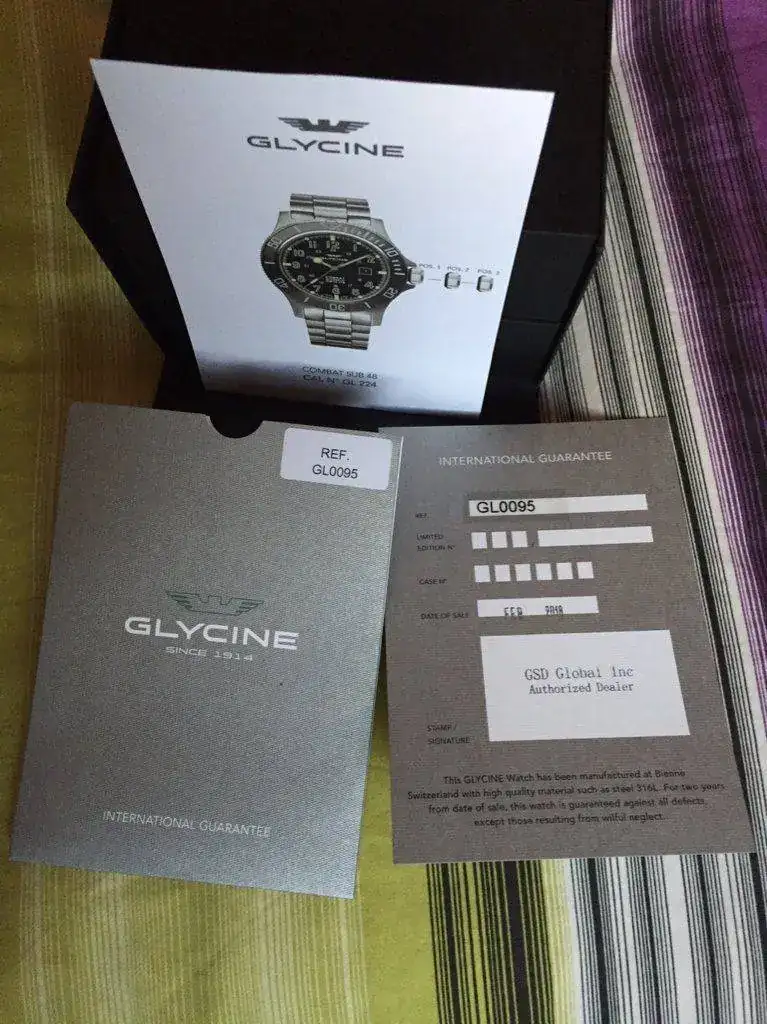 GLYCINE
POS. 1 POS. 2 POS. 3
GLYCINE
COMBAT SUB 48
CAL N° GL 224
REF.
GL0095
GLYCINE
SINCE 1914
INTERNATIONAL GUARANTEE
INTERNATIONAL GUARANTEE
REF. GL0095
LIMITED
EDITION N°
CASE N°
DATE OF SALE FEB 2018
GSD Global inc
Authorized Dealer
STAMP /
SIGNATURE
This GLYCINE Watch has been manufactured at Bienne
Switzerland with high quality material such as steel 316L. For two years
from date of sale, this watch is guaranteed against all defects,
except those resulting from wilful neglect.